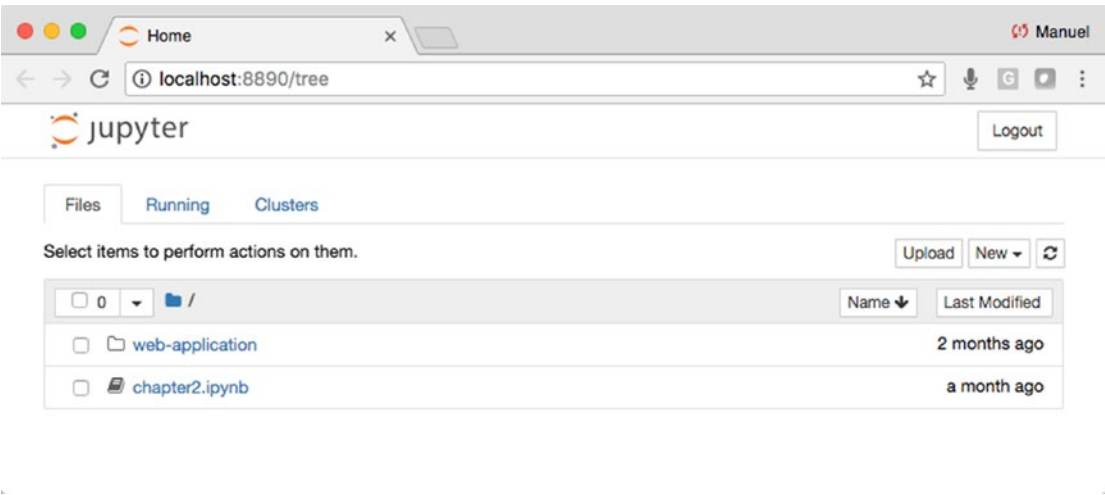 Home
Manuel
localhost:8890/tree
G
jupyter
Logout
Files Running Clusters
Select items to perform actions on them.
Upload New
0 / Name Last Modified
web-application 2 months ago
chapter2.ipynb a month ago